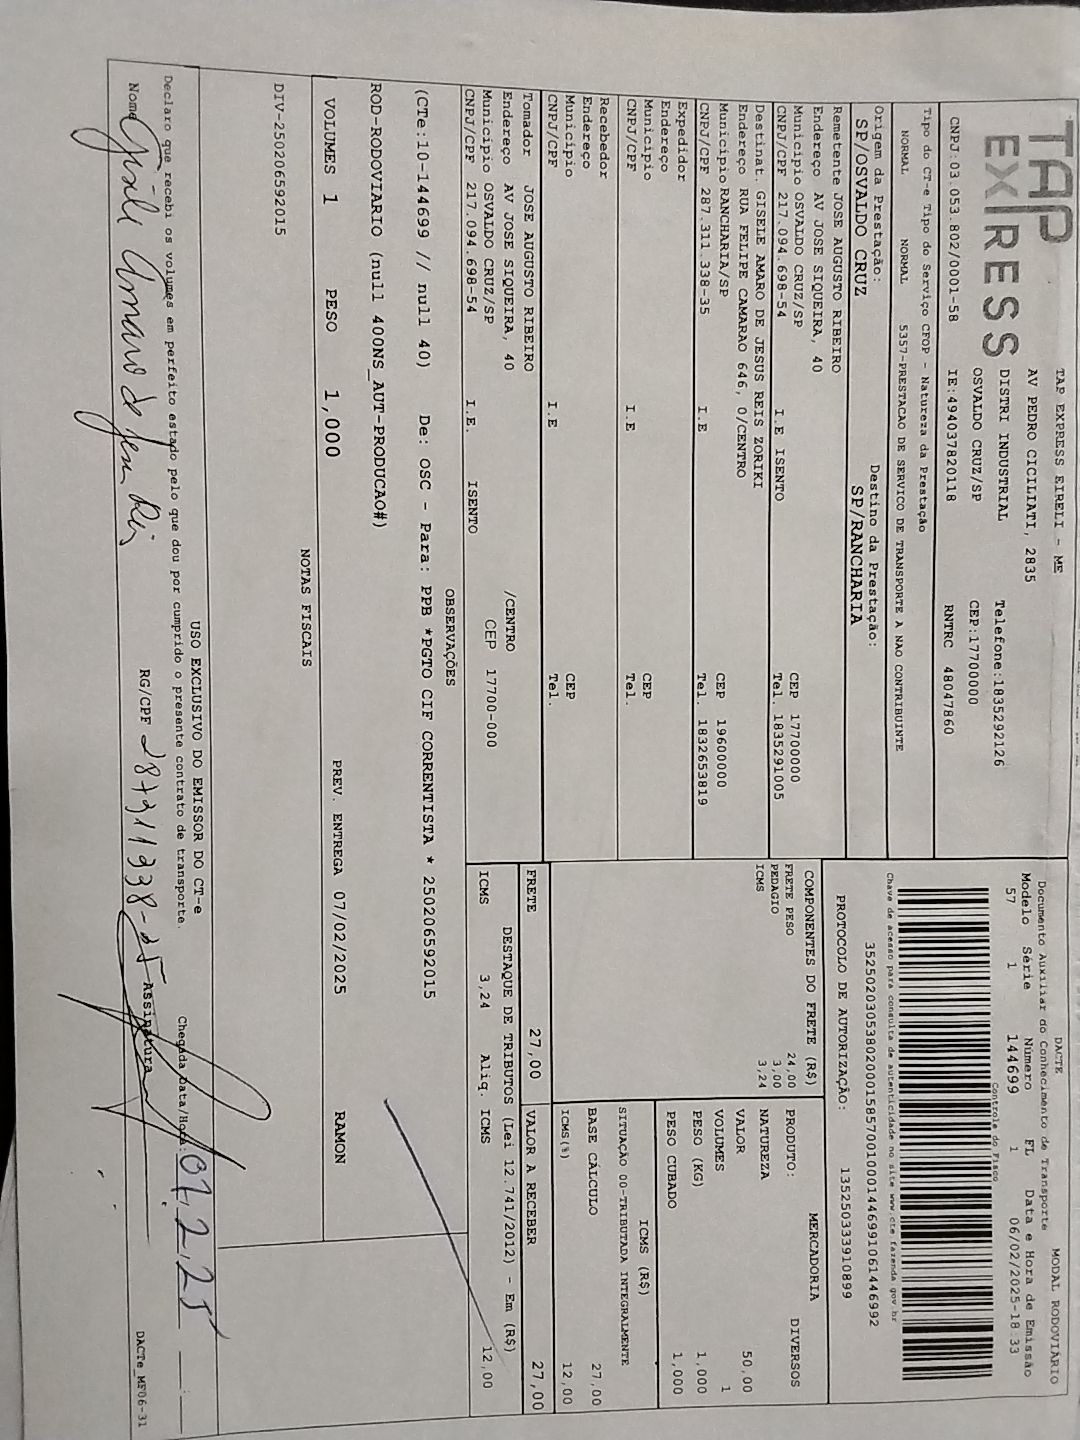 TAP
EX|RESS
TAP EXPRESS EIRELI - ME
AV PEDRO CICILIATI, 2835
DISTRI INDUSTRIAL Telefone:1835292126
OSVALDO CRUZ/SP CEP:17700000
CNPJ:03.053.802/0001-58 IE:494037820118 RNTRC 48047860
Tipo do CT-e Tipo do Serviço CFOP - Natureza da Prestação
NORMAL NORMAL 5357-PRESTACAO DE SERVICO DE TRANSPORTE A NAO CONTRIBUINTE
Origem da Prestação: Destino da Prestação:
SP/OSVALDO CRUZ SP/RANCHARIA
DACTE MODAL RODOVIÁRIO
Documento Auxiliar do Conhecimento de Transporte
Modelo Série Número FL Data e Hora de Emissão
57 1 144699 1 06/02/2025-18:33
Controle do Fisco
Chave de acesso para consulta de autenticidade no site www.cte.fazenda.gov.br
35250203053802000158570010001446991061446992
PROTOCOLO DE AUTORIZAÇÃO: 135250333910899
Remetente JOSE AUGUSTO RIBEIRO
Endereço AV JOSE SIQUEIRA, 40
Municipio OSVALDO CRUZ/SP CEP 17700000
CNPJ/CPF 217.094.698-54 I.E ISENTO Tel. 1835291005
Destinat. GISELE AMARO DE JESUS REIS ZORIKI
Endereço RUA FELIPE CAMARAO 646, 0/CENTRO
Municipio RANCHARIA/SP CEP 19600000
CNPJ/CPF 287.311.338-35 I.E Tel. 1832653819
Expedidor
Endereço
Municipio CEP
CNPJ/CPF I.E Tel.
Recebedor
Endereço
Municipio CEP
CNPJ/CPF I.E Tel.
Tomador JOSE AUGUSTO RIBEIRO
Endereço AV JOSE SIQUEIRA, 40 /CENTRO
Municipio OSVALDO CRUZ/SP CEP 17700-000
CNPJ/CPF 217.094.698-54 I.E. ISENTO
COMPONENTES DO FRETE (R$)
FRETE PESO 24,00
PEDAGIO 3,00
ICMS 3,24
MERCADORIA
PRODUTO: DIVERSOS
NATUREZA
VALOR 50,00
VOLUMES 1
PESO (KG) 1,000
PESO CUBADO 1,000
ICMS (R$)
SITUAÇÃO 00-TRIBUTADA INTEGRALMENTE
BASE CÁLCULO 27,00
ICMS(%) 12,00
FRETE 27,00 VALOR A RECEBER 27,00
DESTAQUE DE TRIBUTOS (Lei 12.741/2012) - Em (R$)
ICMS 3,24 Aliq. ICMS 12,00
OBSERVAÇÕES
(CTe:10-144699 // null 40) De: OSC - Para: PPB *PGTO CIF CORRENTISTA * 250206592015
ROD-RODOVIARIO (null 400NS_AUT-PRODUCAO#)
VOLUMES 1 PESO 1,000 PREV. ENTREGA 07/02/2025 RAMON
NOTAS FISCAIS
DIV-250206592015
USO EXCLUSIVO DO EMISSOR DO CT-e
Declaro que recebi os volumes em perfeito estado pelo que dou por cumprido o presente contrato de transporte. Chegada Data/Hora: 07.2.25
Nome Gisele Amaro de Jesus Reis RG/CPF 287311338-35 Assinatura
DACTe_MF06-31